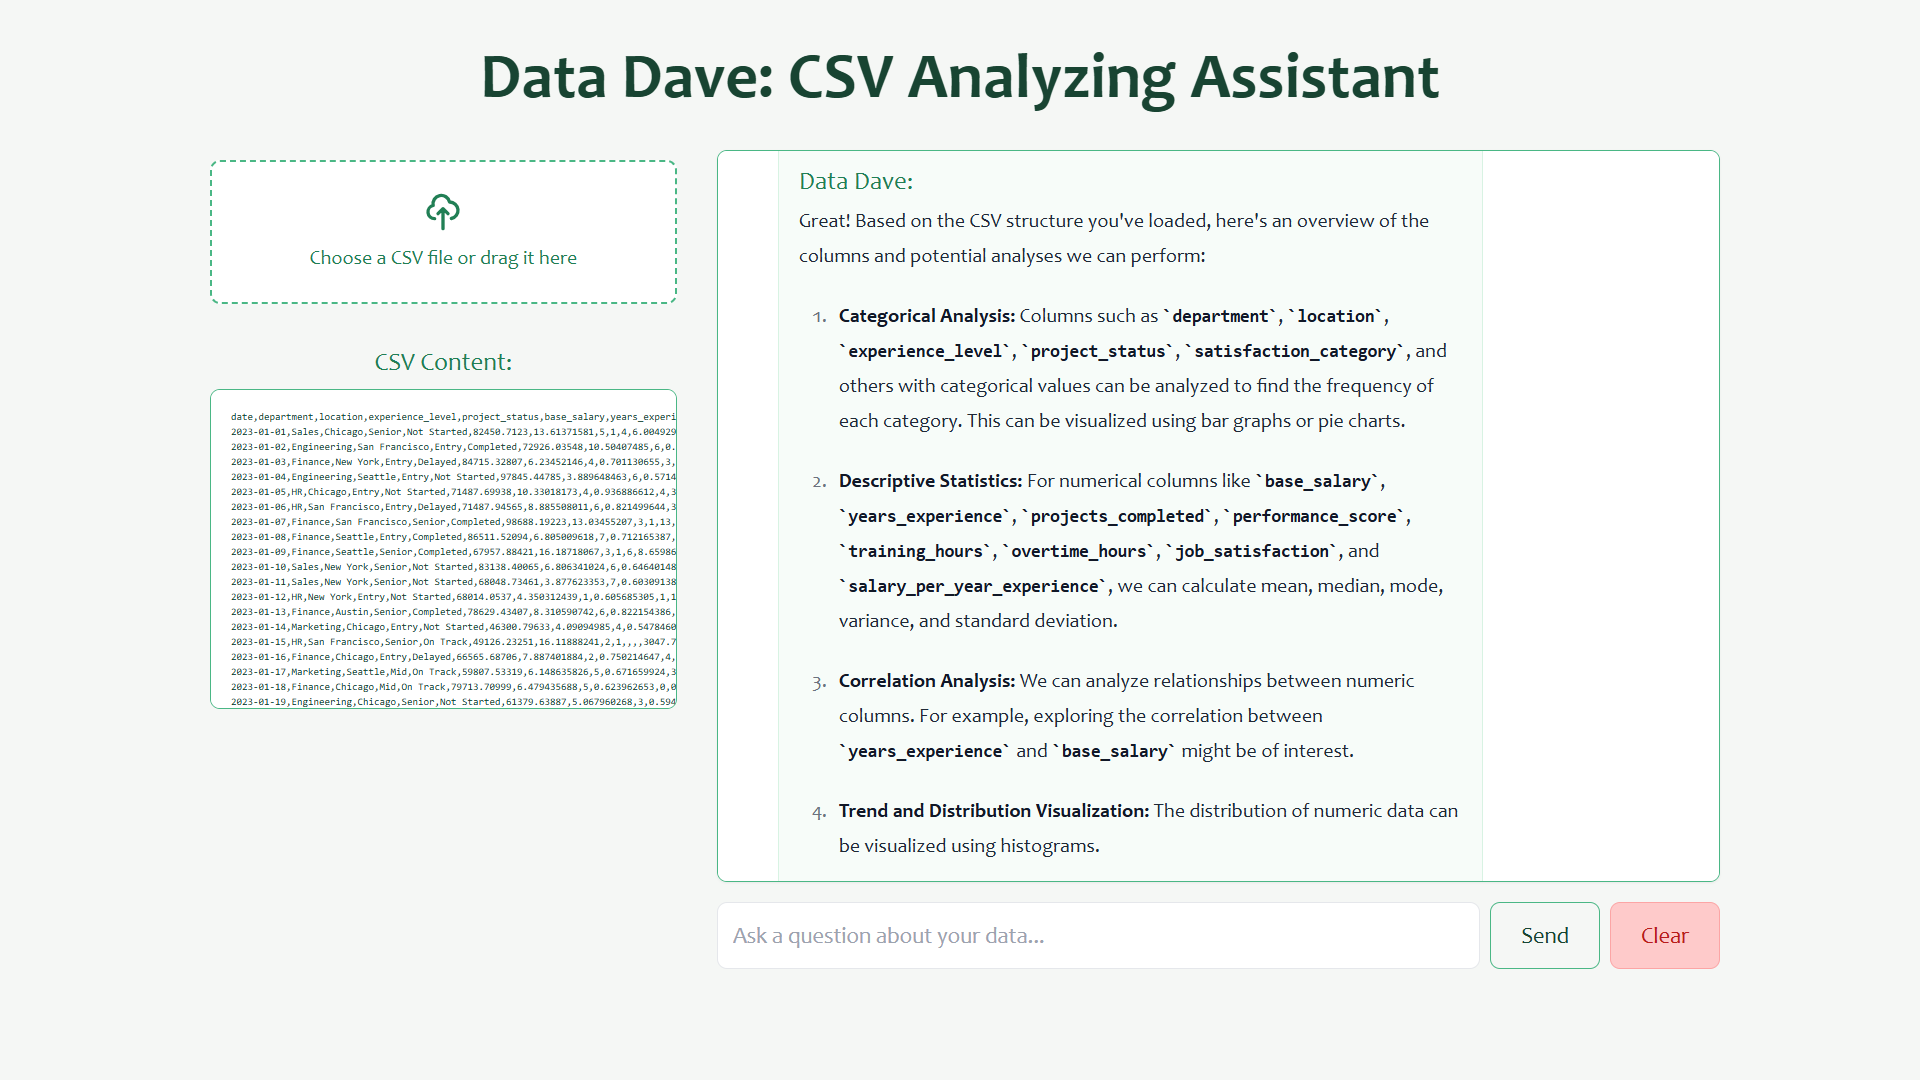 Data Dave: CSV Analyzing Assistant
Choose a CSV file or drag it here
CSV Content:
date,department,location,experience_level,project_status,base_salary,years_experi
2023-01-01,Sales,Chicago,Senior,Not Started,82450.7123,13.61371581,5,1,4,6.004929
2023-01-02,Engineering,San Francisco,Entry,Completed,72926.03548,10.50407485,6,0.
2023-01-03,Finance,New York,Entry,Delayed,84715.32807,6.23452146,4,0.701130655,3,
2023-01-04,Engineering,Seattle,Entry,Not Started,97845.44785,3.889648463,6,0.5714
2023-01-05,HR,Chicago,Entry,Not Started,71487.69938,10.33018173,4,0.936886612,4,3
2023-01-06,HR,San Francisco,Entry,Delayed,71487.94565,8.885508011,6,0.821499644,3
2023-01-07,Finance,San Francisco,Senior,Completed,98688.19223,13.03455207,3,1,13,
2023-01-08,Finance,Seattle,Entry,Completed,86511.52094,6.805009618,7,0.712165387,
2023-01-09,Finance,Seattle,Senior,Completed,67957.88421,16.18718067,3,1,6,8.65986
2023-01-10,Sales,New York,Senior,Not Started,83138.40065,6.806341024,6,0.64640148
2023-01-11,Sales,New York,Senior,Not Started,68048.73461,3.877623353,7,0.60309138
2023-01-12,HR,New York,Entry,Not Started,68014.0537,4.350312439,1,0.605685305,1,1
2023-01-13,Finance,Austin,Senior,Completed,78629.43407,8.310590742,6,0.822154386,
2023-01-14,Marketing,Chicago,Entry,Not Started,46300.79633,4.09094985,4,0.5478460
2023-01-15,HR,San Francisco,Senior,On Track,49126.23251,16.11888241,2,1,,,,3047.7
2023-01-16,Finance,Chicago,Entry,Delayed,66565.68706,7.887401884,2,0.750214647,4,
2023-01-17,Marketing,Seattle,Mid,On Track,59807.53319,6.148635826,5,0.671659924,3
2023-01-18,Finance,Chicago,Mid,On Track,79713.70999,6.479435688,5,0.623962653,0,0
2023-01-19,Engineering,Chicago,Senior,Not Started,61379.63887,5.067960268,3,0.594
Data Dave:
Great! Based on the CSV structure you've loaded, here's an overview of the
columns and potential analyses we can perform:
1. Categorical Analysis: Columns such as `department`, `location`,
`experience_level`, `project_status`, `satisfaction_category`, and
others with categorical values can be analyzed to find the frequency of
each category. This can be visualized using bar graphs or pie charts.
2. Descriptive Statistics: For numerical columns like `base_salary`,
`years_experience`, `projects_completed`, `performance_score`,
`training_hours`, `overtime_hours`, `job_satisfaction`, and
`salary_per_year_experience`, we can calculate mean, median, mode,
variance, and standard deviation.
3. Correlation Analysis: We can analyze relationships between numeric
columns. For example, exploring the correlation between
`years_experience` and `base_salary` might be of interest.
4. Trend and Distribution Visualization: The distribution of numeric data can
be visualized using histograms.
Ask a question about your data...
Send
Clear